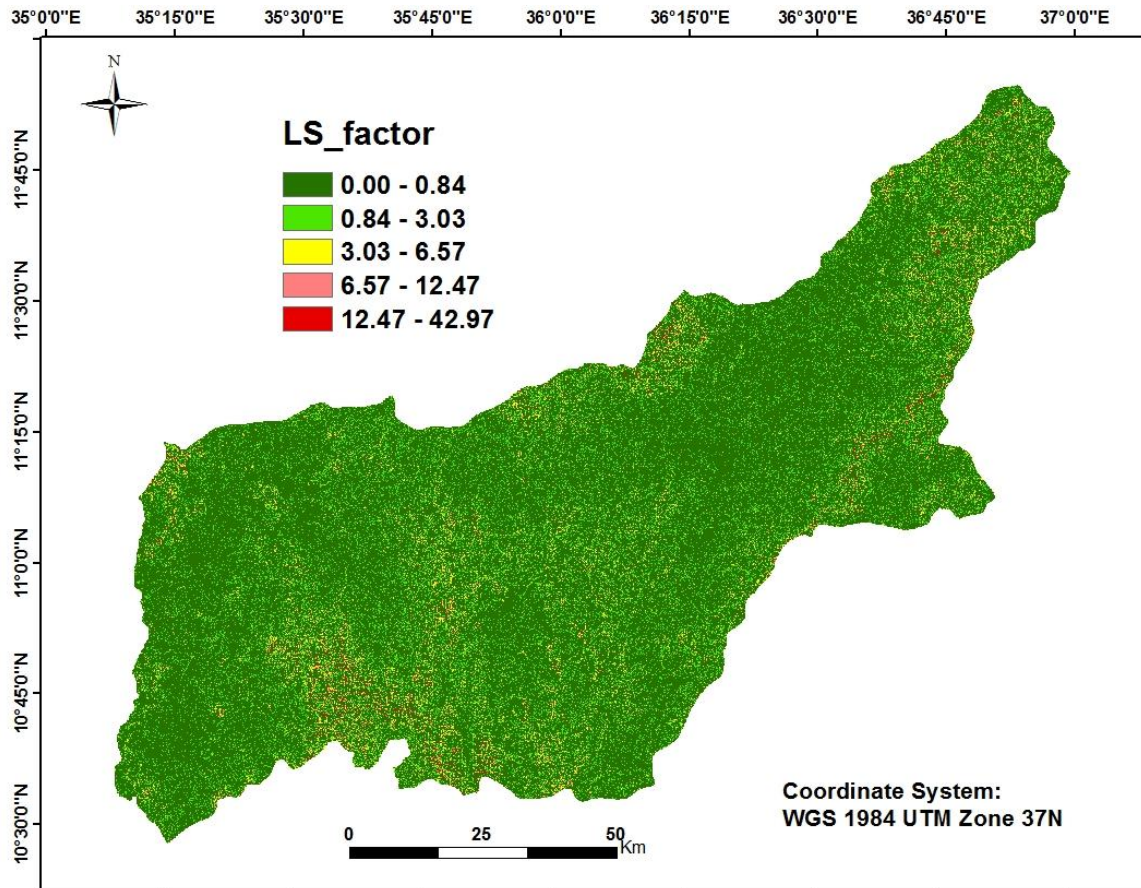 35°0'0"E 35°15'0"E 35°30'0"E 35°45'0"E 36°0'0"E 36°15'0"E 36°30'0"E 36°45'0"E 37°0'0"E
N
LS_factor
0.00 - 0.84
0.84 - 3.03
3.03 - 6.57
6.57 - 12.47
12.47 - 42.97
11°45'0"N
11°30'0"N
11°15'0"N
11°0'0"N
10°45'0"N
10°30'0"N
Coordinate System:
WGS 1984 UTM Zone 37N
0 25 50
Km